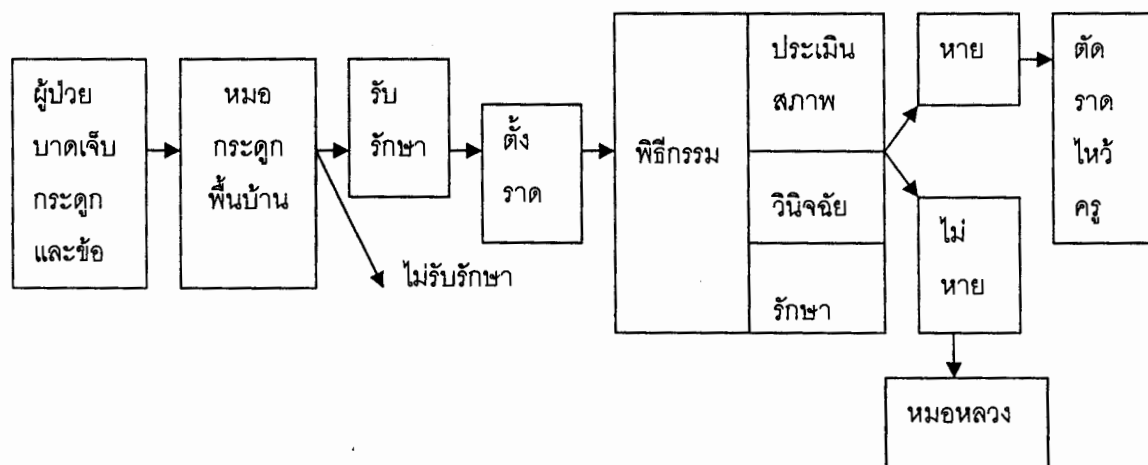 ผู้ป่วย
บาดเจ็บ
กระดูก
และข้อ
หมอ
กระดูก
พื้นบ้าน
รับ
รักษา
ไม่รับรักษา
ตั้ง
ราด
พิธีกรรม
ประเมิน
สภาพ
วินิจฉัย
รักษา
หาย
ไม่
หาย
ตัด
ราด
ไหว้
ครู
หมอหลวง